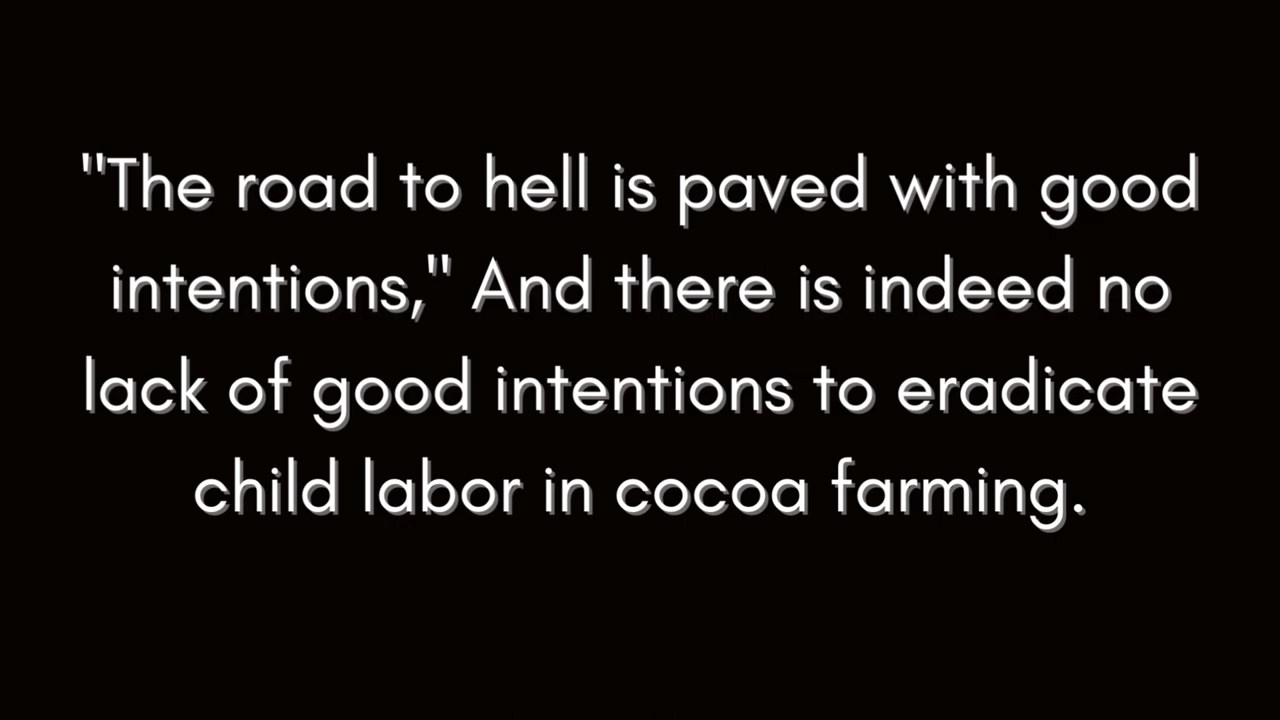 "The road to hell is paved with good
intentions," And there is indeed no
lack of good intentions to eradicate
child labor in cocoa farming.